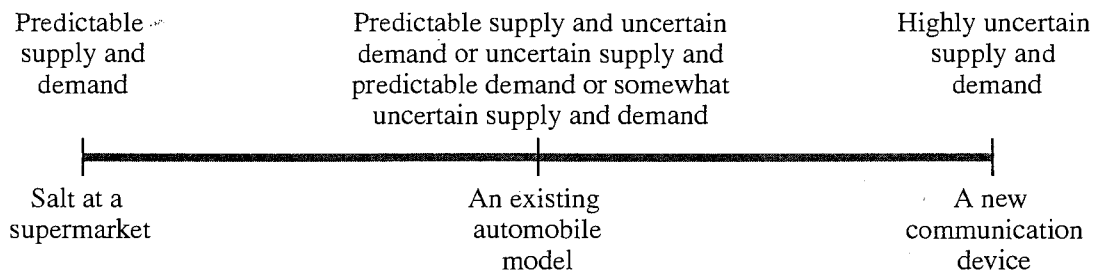 Predictable
supply and
demand
Predictable supply and uncertain
demand or uncertain supply and
predictable demand or somewhat
uncertain supply and demand
Highly uncertain
supply and
demand
Salt at a
supermarket
An existing
automobile
model
A new
communication
device